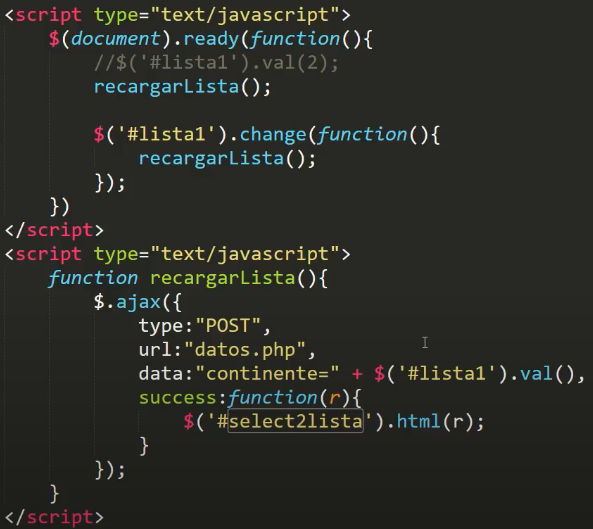 <script type="text/javascript">
    $(document).ready(function(){
        //$('#lista1').val(2);
        recargarLista();

        $('#lista1').change(function(){
            recargarLista();
        });
    })
</script>
<script type="text/javascript">
    function recargarLista(){
        $.ajax({
            type:"POST",
            url:"datos.php",
            data:"continente=" + $('#lista1').val(),
            success:function(r){
                $('#select2lista').html(r);
            }
        });
    }
</script>